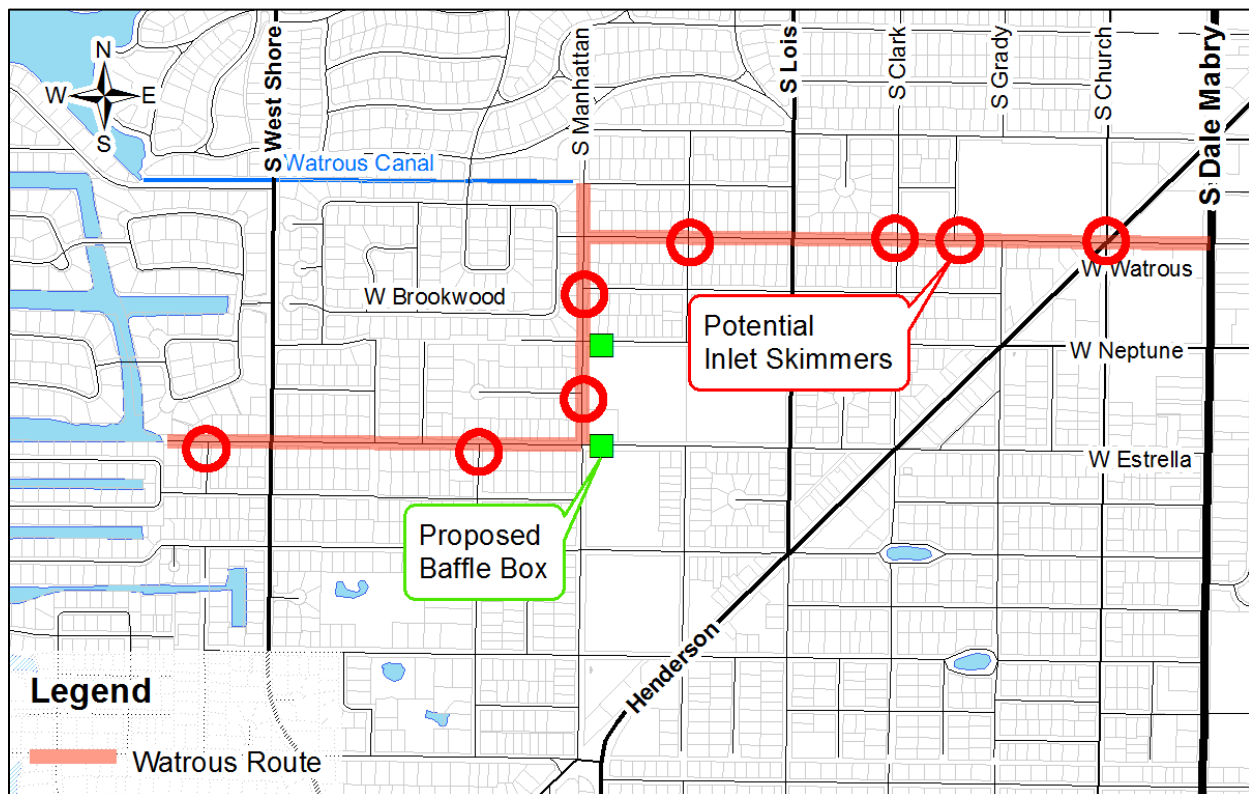 N
W E
S
S West Shore
S Manhattan
S Lois
S Clark
S Grady
S Church
S Dale Mabry
Watrous Canal
W Watrous
W Brookwood
Potential
Inlet Skimmers
W Neptune
W Estrella
Proposed
Baffle Box
Henderson
Legend
Watrous Route